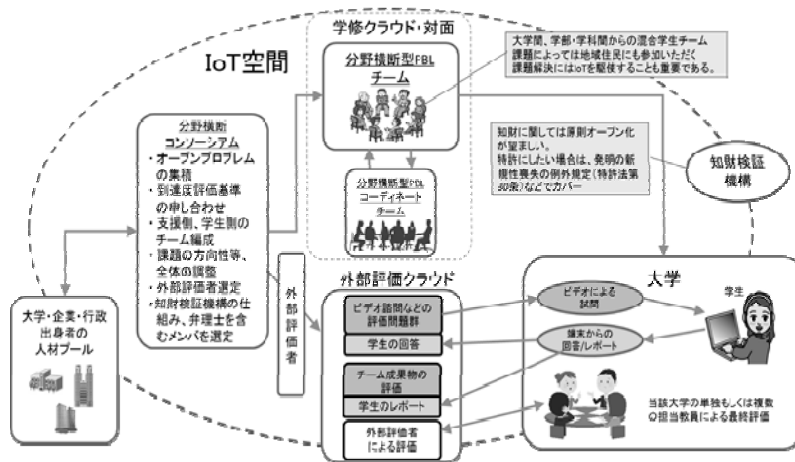 IoT空間
学修クラウド・対面
分野横断型FBL
チーム
分野横断型PBL
コーディネート
チーム
大学間、学部・学科間からの混合学生チーム
課題によっては地域住民にも参加いただく
課題解決にはIoTを駆使することも重要である。
知財に関しては原則オープン化
が望ましい。
特許にしたい場合は、発明の新
規性喪失の例外規定(特許法第
30条)などでカバー
知財検証
機構
分野横断
コンソーシアム
・オープンプロブレム
の集積
・到達度評価基準
の申し合わせ
・支援側、学生側の
チーム編成
・課題の方向性等、
全体の調整
・外部評価者選定
・知財検証機構の仕
組み、弁理士を含
むメンバを選定
大学・企業・行政
出身者の
人材プール
外部評価者
外部評価クラウド
ビデオ諮問などの
評価問題群
学生の回答
チーム成果物の
評価
学生のレポート
外部評価者
による評価
大学
ビデオによる
試問
学生
端末からの
回答/レポート
当該大学の単独もしくは複数
の担当教員による最終評価